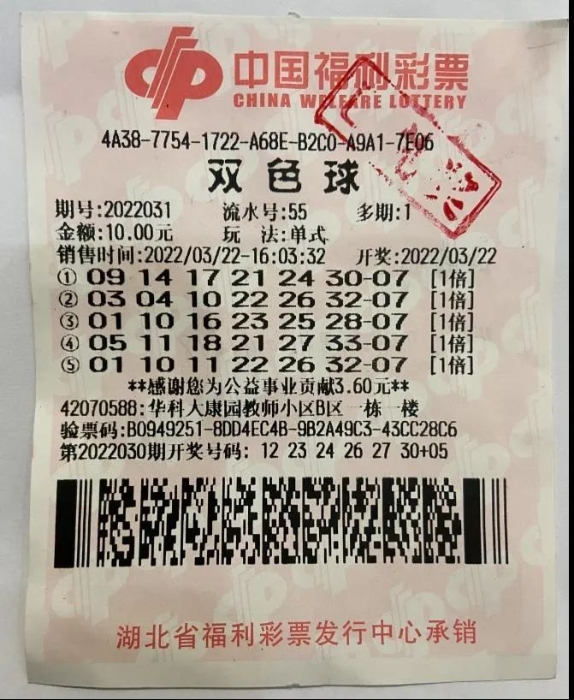 中国福利彩票
CHINA WELFARE LOTTERY
4A38-7754-1722-A68E-B2C0-A9A1-7E06
双色球
期号:2022031 流水号:55 多期:1
金额:10.00元 玩 法:单式
销售时间:2022/03/22-16:03:32 开奖:2022/03/22
① 09 14 17 21 24 30-07 [1倍]
② 03 04 10 22 26 32-07 [1倍]
③ 01 10 16 23 25 28-07 [1倍]
④ 05 11 18 21 27 33-07 [1倍]
⑤ 01 10 11 22 26 32-07 [1倍]
**感谢您为公益事业贡献3.60元**
42070588:华科大康园教师小区B区一栋一楼
验票码:B0949251-8DD4EC4B-9B2A49C3-43CC28C6
第2022030期开奖号码: 12 23 24 26 27 30+05
湖北省福利彩票发行中心承销